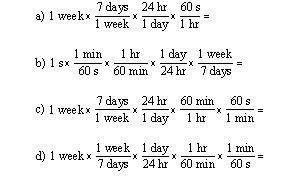 a) 1 week × 7 days / 1 week × 24 hr / 1 day × 60 s / 1 hr =
b) 1 s × 1 min / 60 s × 1 hr / 60 min × 1 day / 24 hr × 1 week / 7 days =
c) 1 week × 7 days / 1 week × 24 hr / 1 day × 60 min / 1 hr × 60 s / 1 min =
d) 1 week × 1 week / 7 days × 1 day / 24 hr × 1 hr / 60 min × 1 min / 60 s =